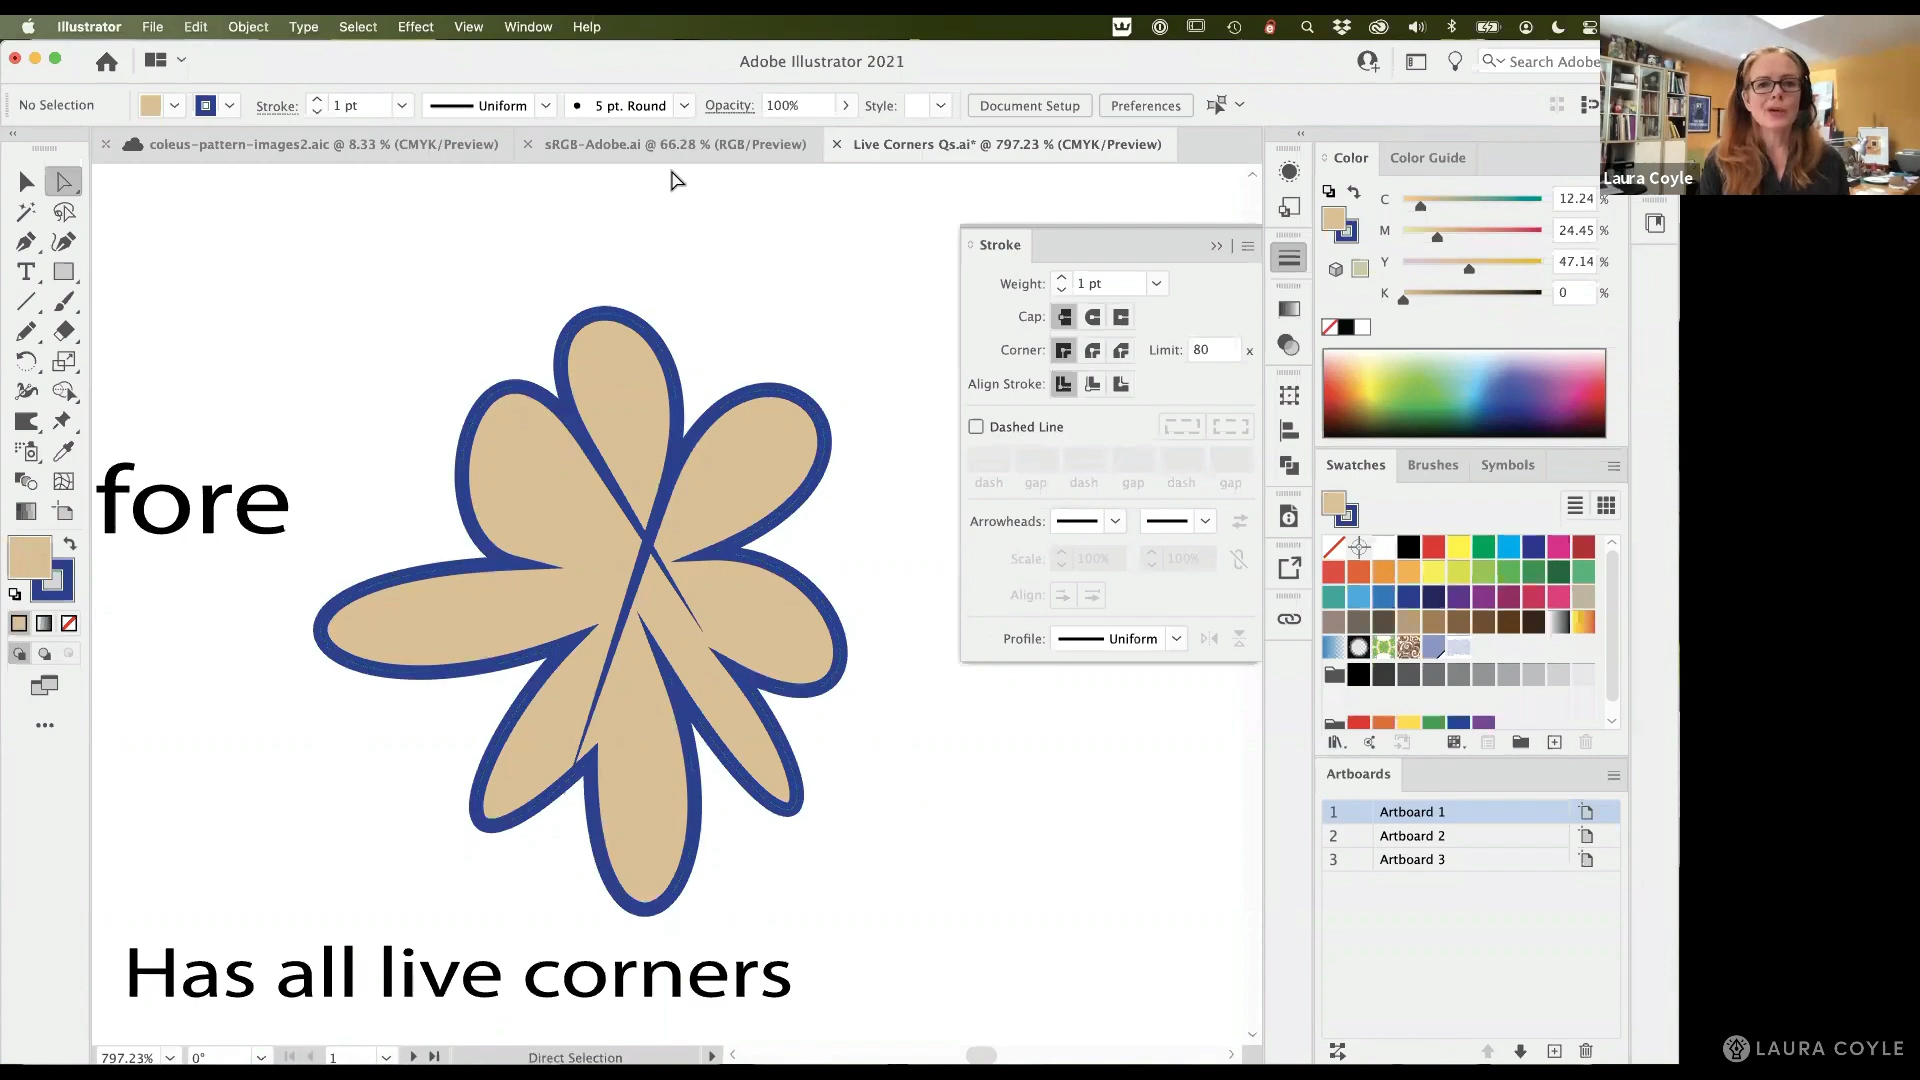 Illustrator File Edit Object Type Select Effect View Window Help
Adobe Illustrator 2021
Search Adobe
No Selection Stroke: 1 pt Uniform 5 pt. Round Opacity: 100% Style: Document Setup Preferences
coleus-pattern-images2.aic @ 8.33 % (CMYK/Preview) sRGB-Adobe.ai @ 66.28 % (RGB/Preview) Live Corners Qs.ai* @ 797.23 % (CMYK/Preview)
Laura Coyle
Color Color Guide
C 12.24 %
M 24.45 %
Y 47.14 %
K 0 %
Stroke
Weight: 1 pt
Cap:
Corner: Limit: 80 x
Align Stroke:
Dashed Line
dash gap dash gap dash gap
Arrowheads:
Scale: 100% 100%
Align:
Profile: Uniform
Swatches Brushes Symbols
fore
Has all live corners
Artboards
1 Artboard 1
2 Artboard 2
3 Artboard 3
797.23% 0° 1 Direct Selection
LAURA COYLE